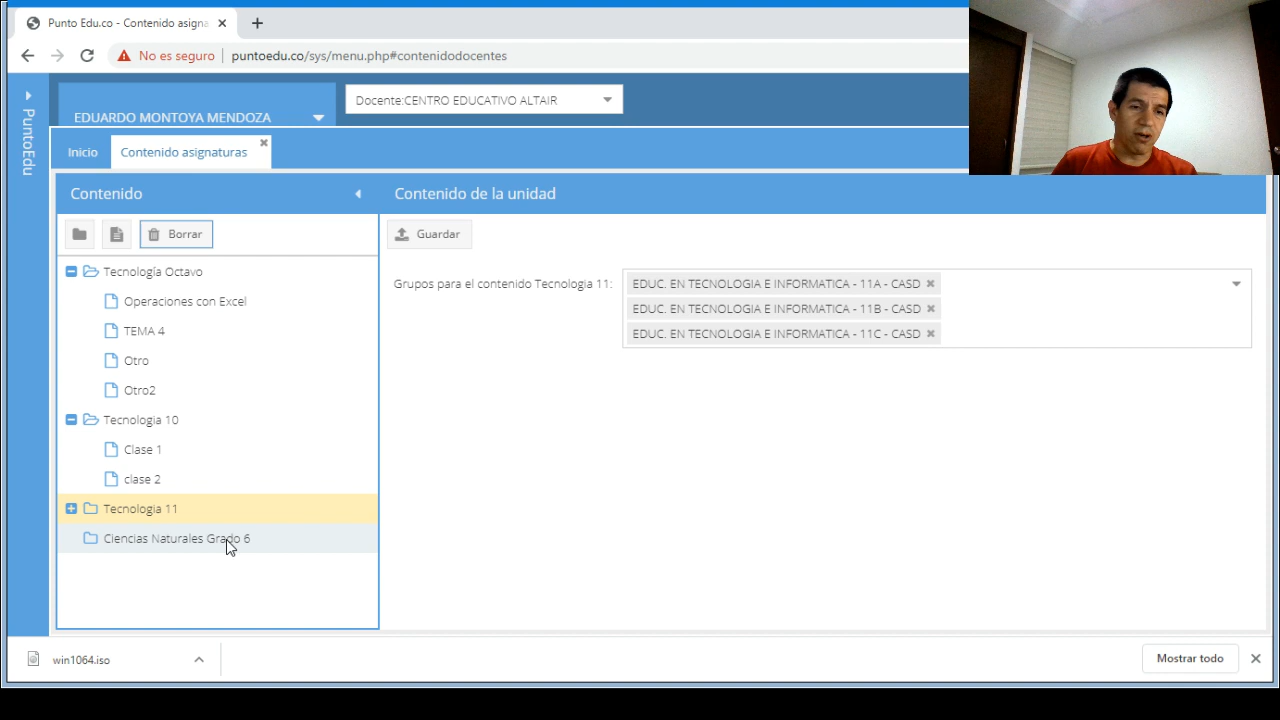 Punto Edu.co - Contenido asigna
No es seguro
puntoedu.co/sys/menu.php#contenidodocentes
PuntoEdu
EDUARDO MONTOYA MENDOZA
Docente:CENTRO EDUCATIVO ALTAIR
Inicio
Contenido asignaturas
Contenido
Contenido de la unidad
Borrar
Guardar
Tecnología Octavo
Operaciones con Excel
TEMA 4
Otro
Otro2
Tecnologia 10
Clase 1
clase 2
Tecnologia 11
Ciencias Naturales Grado 6
Grupos para el contenido Tecnologia 11:
EDUC. EN TECNOLOGIA E INFORMATICA - 11A - CASD
EDUC. EN TECNOLOGIA E INFORMATICA - 11B - CASD
EDUC. EN TECNOLOGIA E INFORMATICA - 11C - CASD
win1064.iso
Mostrar todo